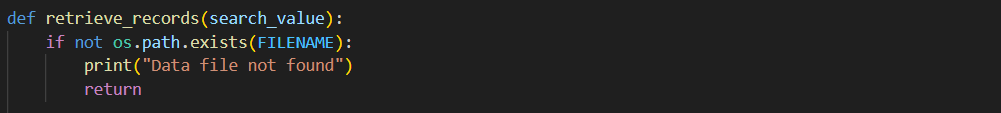 def retrieve_records(search_value):
    if not os.path.exists(FILENAME):
        print("Data file not found")
        return